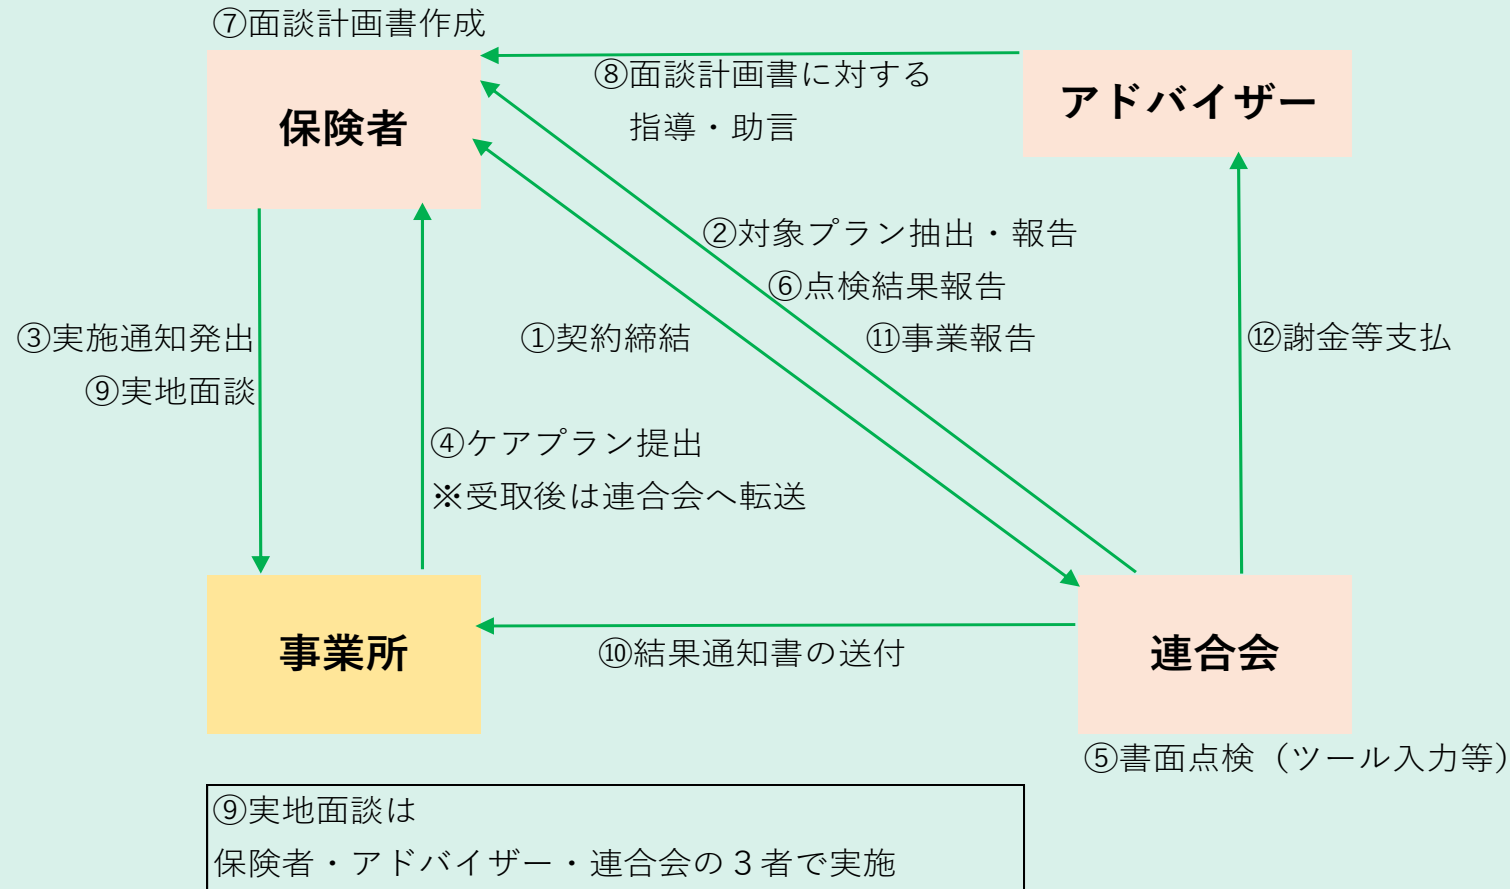 ⑦面談計画書作成
保険者
⑧面談計画書に対する
指導・助言
アドバイザー
②対象プラン抽出・報告
⑥点検結果報告
③実施通知発出
①契約締結
⑪事業報告
⑫謝金等支払
⑨実地面談
④ケアプラン提出
※受取後は連合会へ転送
事業所
⑩結果通知書の送付
連合会
⑤書面点検（ツール入力等）
⑨実地面談は
保険者・アドバイザー・連合会の３者で実施